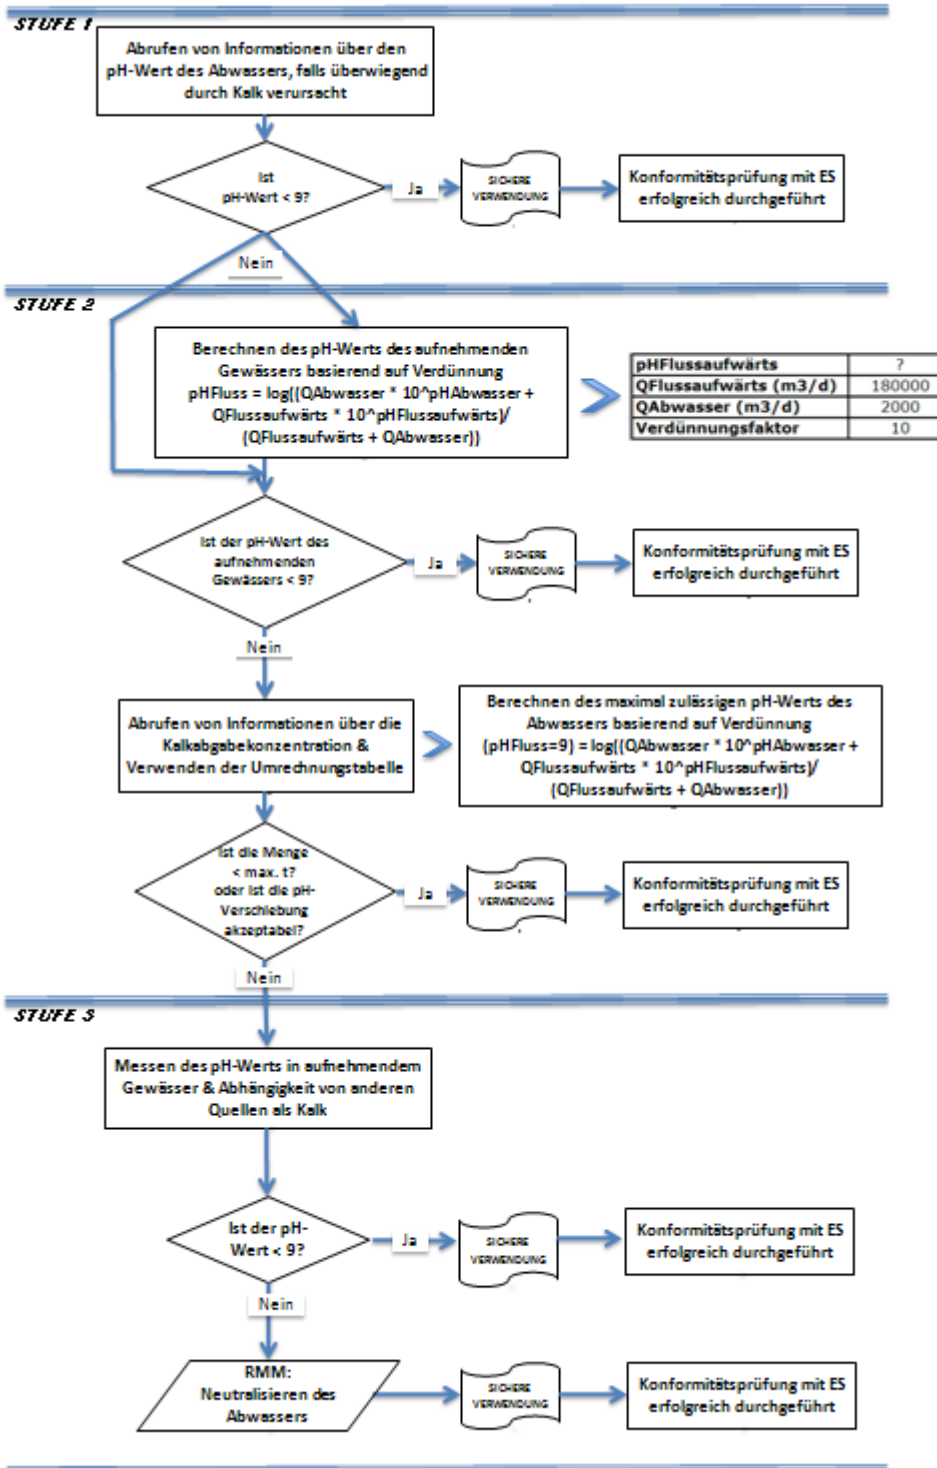 STUFE 1
Abrufen von Informationen über den
pH-Wert des Abwassers, falls überwiegend
durch Kalk verursacht
Ist
pH-Wert < 9?
Ja
SICHERE
VERWENDUNG
Konformitätsprüfung mit ES
erfolgreich durchgeführt
Nein
STUFE 2
Berechnen des pH-Werts des aufnehmenden
Gewässers basierend auf Verdünnung
pHFluss = log((QAbwasser * 10^pHAbwasser +
QFlussaufwärts * 10^pHFlussaufwärts)/
(QFlussaufwärts + QAbwasser))
pHFlussaufwärts ?
QFlussaufwärts (m3/d) 180000
QAbwasser (m3/d) 2000
Verdünnungsfaktor 10
Ist der pH-Wert des
aufnehmenden
Gewässers < 9?
Ja
SICHERE
VERWENDUNG
Konformitätsprüfung mit ES
erfolgreich durchgeführt
Nein
Abrufen von Informationen über die
Kalkabgabekonzentration &
Verwenden der Umrechnungstabelle
Berechnen des maximal zulässigen pH-Werts des
Abwassers basierend auf Verdünnung
(pHFluss=9) = log((QAbwasser * 10^pHAbwasser +
QFlussaufwärts * 10^pHFlussaufwärts)/
(QFlussaufwärts + QAbwasser))
Ist die Menge
< max. t?
oder ist die pH-
Verschiebung
akzeptabel?
Ja
SICHERE
VERWENDUNG
Konformitätsprüfung mit ES
erfolgreich durchgeführt
Nein
STUFE 3
Messen des pH-Werts in aufnehmendem
Gewässer & Abhängigkeit von anderen
Quellen als Kalk
Ist der pH-
Wert < 9?
Ja
SICHERE
VERWENDUNG
Konformitätsprüfung mit ES
erfolgreich durchgeführt
Nein
RMM:
Neutralisieren des
Abwassers
SICHERE
VERWENDUNG
Konformitätsprüfung mit ES
erfolgreich durchgeführt